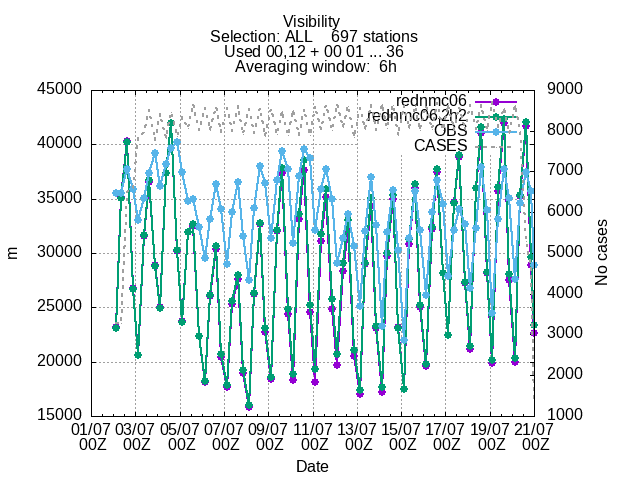 Visibility
Selection: ALL 697 stations
Used 00,12 + 00 01 ... 36
Averaging window: 6h
rednmc06
rednmc06,2h2
OBS
CASES
45000
40000
35000
30000
25000
20000
15000
m
9000
8000
7000
6000
5000
4000
3000
2000
1000
No cases
01/07 03/07 05/07 07/07 09/07 11/07 13/07 15/07 17/07 19/07 21/07
00Z 00Z 00Z 00Z 00Z 00Z 00Z 00Z 00Z 00Z 00Z
Date